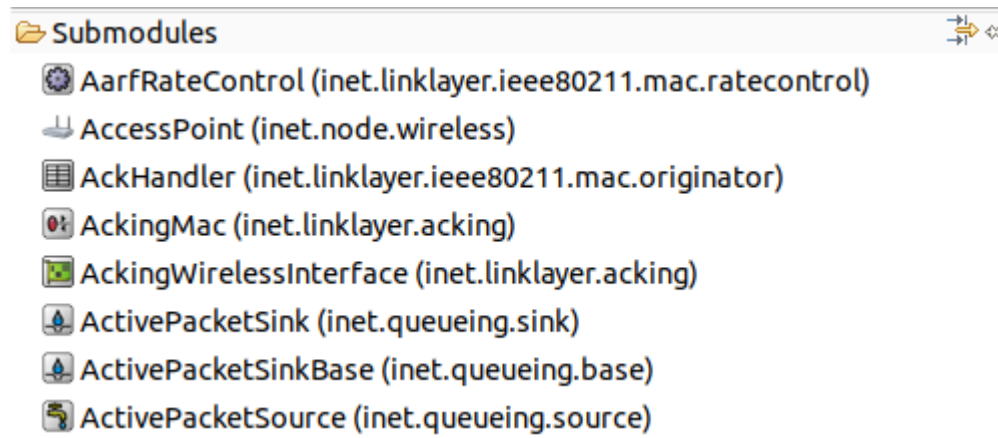 Submodules
AarfRateControl (inet.linklayer.ieee80211.mac.ratecontrol)
AccessPoint (inet.node.wireless)
AckHandler (inet.linklayer.ieee80211.mac.originator)
AckingMac (inet.linklayer.acking)
AckingWirelessInterface (inet.linklayer.acking)
ActivePacketSink (inet.queueing.sink)
ActivePacketSinkBase (inet.queueing.base)
ActivePacketSource (inet.queueing.source)